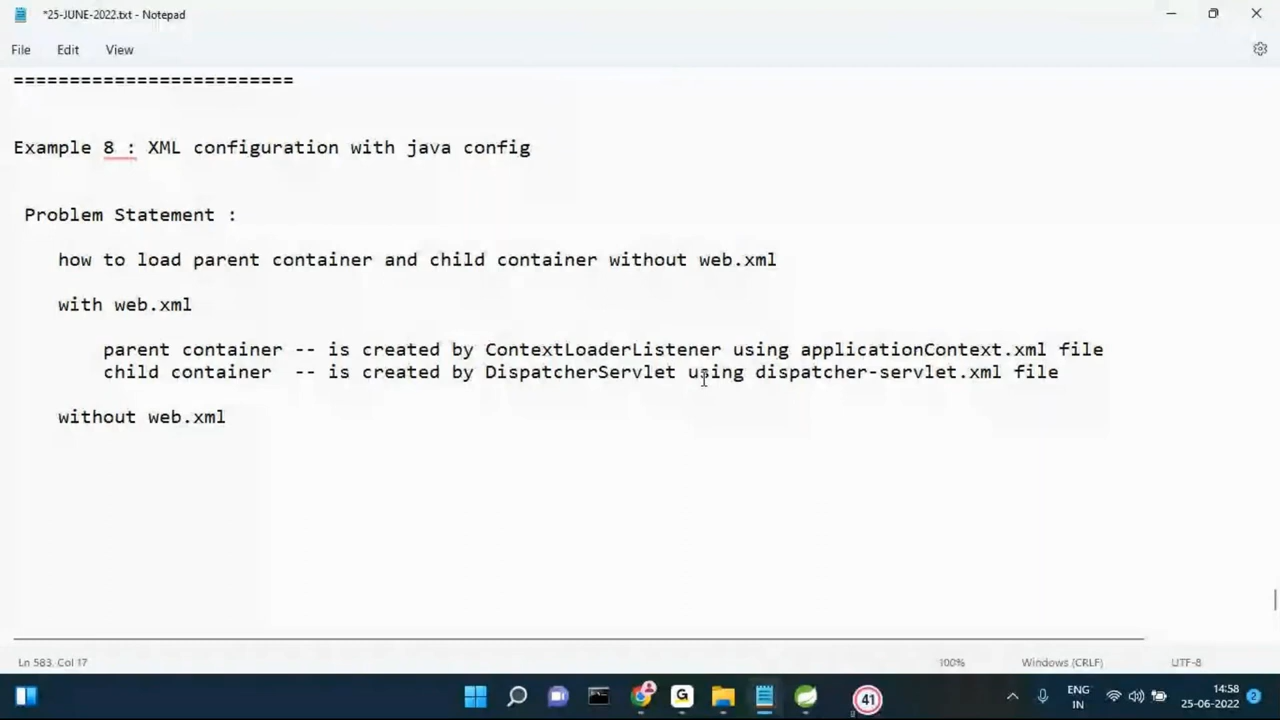 *25-JUNE-2022.txt - Notepad
File Edit View
=========================
Example 8 : XML configuration with java config
Problem Statement :
how to load parent container and child container without web.xml
with web.xml
parent container -- is created by ContextLoaderListener using applicationContext.xml file
child container -- is created by DispatcherServlet using dispatcher-servlet.xml file
without web.xml
Ln 583, Col 17 100% Windows (CRLF) UTF-8
G 41 ENG 14:58
IN 25-06-2022 2